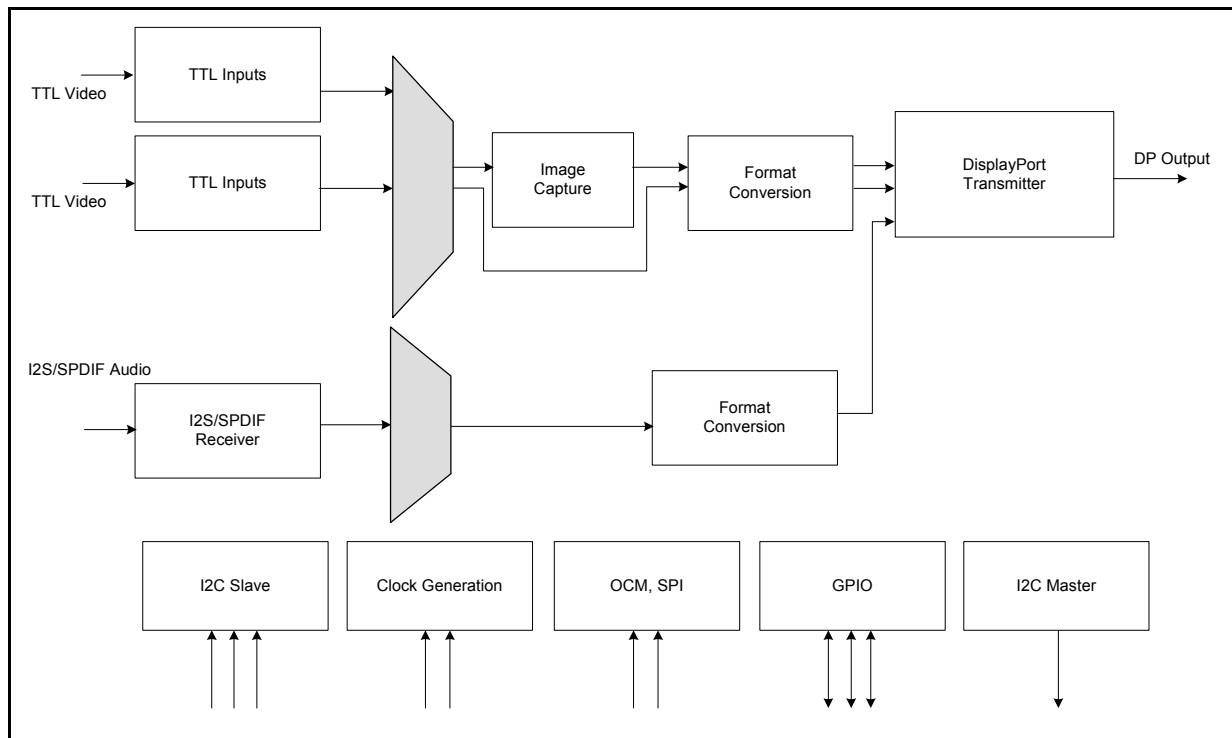 TTL Inputs
TTL Video
TTL Inputs
TTL Video
Image
Capture
Format
Conversion
DisplayPort
Transmitter
DP Output
I2S/SPDIF Audio
I2S/SPDIF
Receiver
Format
Conversion
I2C Slave
Clock Generation
OCM, SPI
GPIO
I2C Master